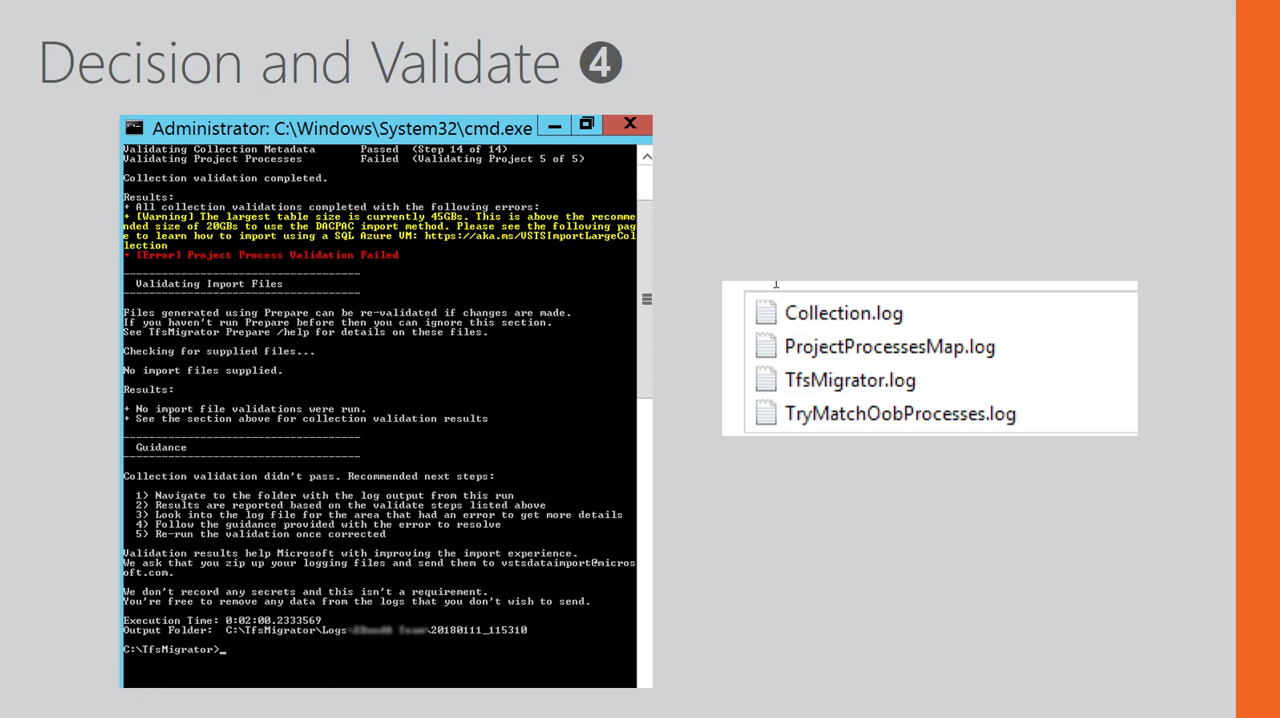 Decision and Validate ❹
Administrator: C:\Windows\System32\cmd.exe
Validating Collection Metadata Passed (Step 14 of 14)
Validating Project Processes Failed (Validating Project 5 of 5)
Collection validation completed.
Results:
+ All collection validations completed with the following errors:
+ [Warning] The largest table size is currently 45GBs. This is above the recomme
nded size of 20GBs to use the DACPAC import method. Please see the following pag
e to learn how to import using a SQL Azure VM: https://aka.ms/VSTSImportLargeCol
lection
+ [Error] Project Process Validation Failed
------------------------------------
Validating Import Files
------------------------------------
Files generated using Prepare can be re-validated if changes are made.
If you haven't run Prepare before then you can ignore this section.
See TfsMigrator Prepare /help for details on these files.
Checking for supplied files...
No import files supplied.
Results:
+ No import file validations were run.
+ See the section above for collection validation results
------------------------------------
Guidance
------------------------------------
Collection validation didn't pass. Recommended next steps:
1) Navigate to the folder with the log output from this run
2) Results are reported based on the validate steps listed above
3) Look into the log file for the area that had an error to get more details
4) Follow the guidance provided with the error to resolve
5) Re-run the validation once corrected
Validation results help Microsoft with improving the import experience.
We ask that you zip up your logging files and send them to vstsdataimport@micros
oft.com.
We don't record any secrets and this isn't a requirement.
You're free to remove any data from the logs that you don't wish to send.
Execution Time: 0:02:00.2333569
Output Folder: C:\TfsMigrator\Logs \20180111_115310
C:\TfsMigrator>_
Collection.log
ProjectProcessesMap.log
TfsMigrator.log
TryMatchOobProcesses.log